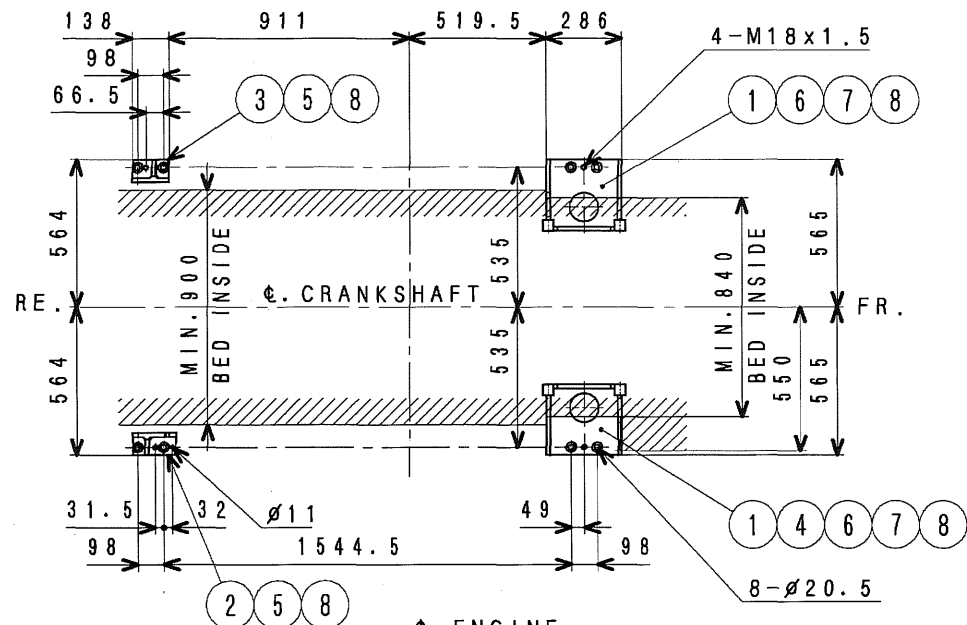 138
911
519.5
286
4-M18x1.5
98
66.5
3 5 8
1 6 7 8
564
MIN.900
BED INSIDE
535
MIN.840
BED INSIDE
565
RE.
℄. CRANKSHAFT
FR.
564
535
550
565
31.5
32
ø11
49
98
1544.5
98
1 4 6 7 8
2 5 8
8-ø20.5
ENGINE